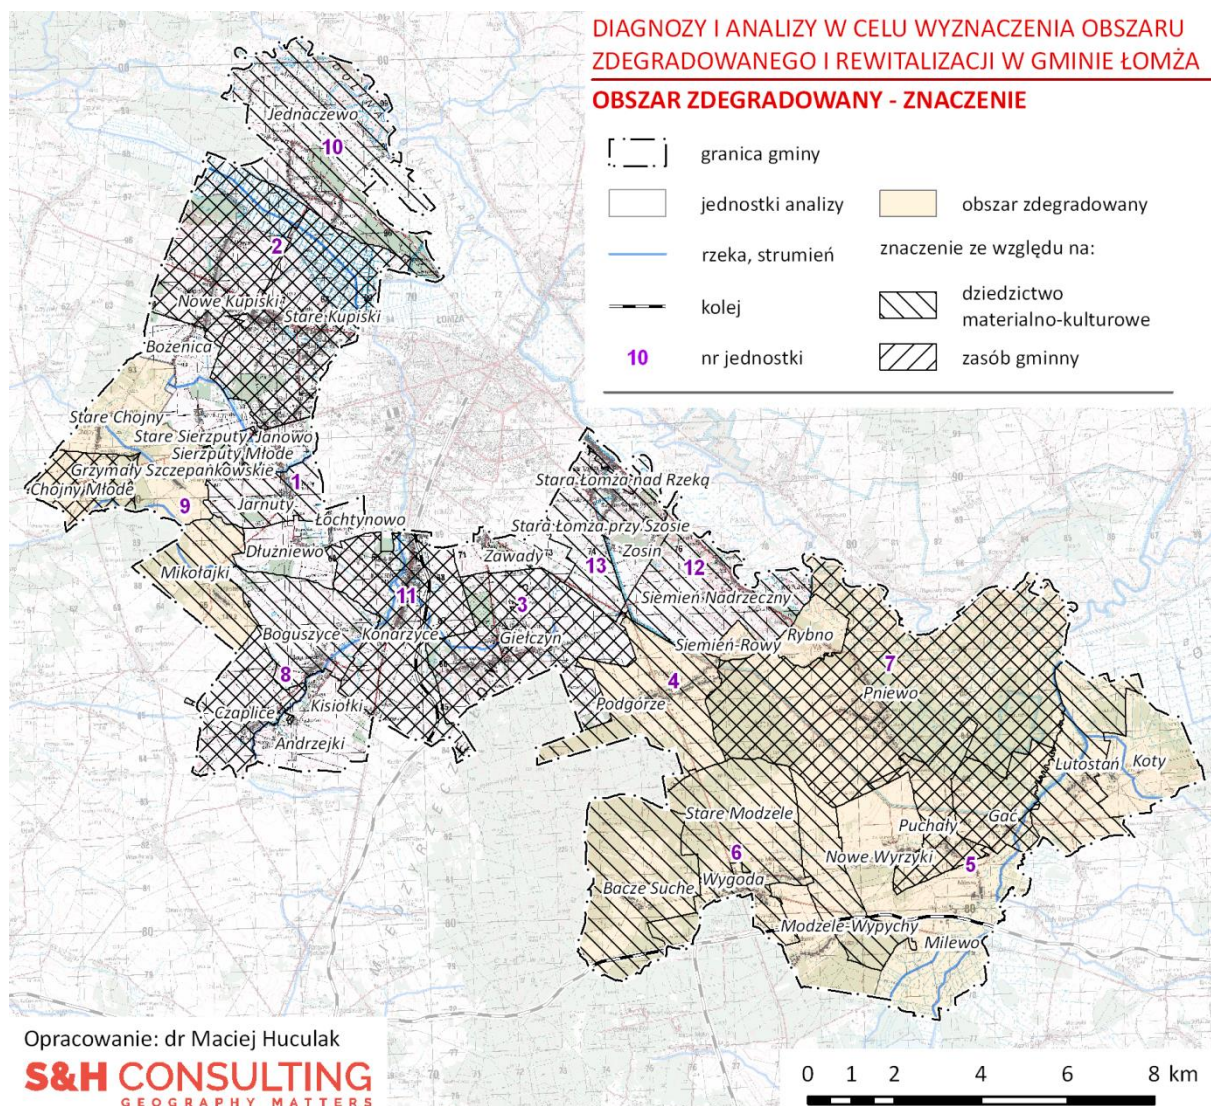 DIAGNOZY I ANALIZY W CELU WYZNACZENIA OBSZARU
ZDEGRADOWANEGO I REWITALIZACJI W GMINIE ŁOMŻA
OBSZAR ZDEGRADOWANY - ZNACZENIE
granica gminy
jednostki analizy
obszar zdegradowany
rzeka, strumień
znaczenie ze względu na:
kolej
dziedzictwo
materialno-kulturowe
10
nr jednostki
zasób gminny
Jednaczewo
10
2
Nowe Kupiski
Stare Kupiski
Bożenica
Stare Chojny
Stare Sierzputy
Janowo
Sierzputy Młode
Grzymały Szczepankowskie
Chojny Młode
1
Jarnuty
9
Łochtynowo
Dłużniewo
Mikołajki
Stara Łomża nad Rzeką
Stara Łomża przy Szosie
Zawady
Zosin
13
12
11
3
Siemień Nadrzeczny
Boguszyce
Konarzyce
Giełczyn
Siemień-Rowy
Rybno
8
4
7
Pniewo
Czaplice
Kisiołki
Podgórze
Andrzejki
Lutostań
Koty
Stare Modzele
Puchały
Gać
6
Nowe Wyrzyki
5
Bacze Suche
Wygoda
Modzele-Wypychy
Milewo
Opracowanie: dr Maciej Huculak
S&H CONSULTING
GEOGRAPHY MATTERS
0 1 2 4 6 8 km